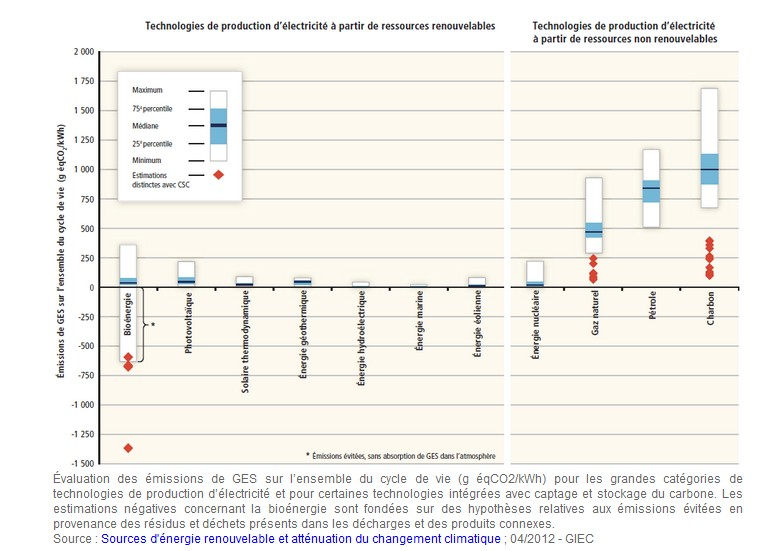 Technologies de production d'électricité à partir de ressources renouvelables
Technologies de production d'électricité
à partir de ressources non renouvelables
Émissions de GES sur l'ensemble du cycle de vie (g éqCO2/kWh)
2 000
1 750
1 500
1 250
1 000
750
500
250
0
-250
-500
-750
-1 000
-1 250
-1 500
Maximum
75e percentile
Médiane
25e percentile
Minimum
Estimations
distinctes avec CSC
Bioénergie
*
Photovoltaïque
Solaire thermodynamique
Énergie géothermique
Énergie hydroélectrique
Énergie marine
Énergie éolienne
Énergie nucléaire
Gaz naturel
Pétrole
Charbon
* Émissions évitées, sans absorption de GES dans l'atmosphère
Évaluation des émissions de GES sur l'ensemble du cycle de vie (g éqCO2/kWh) pour les grandes catégories de
technologies de production d'électricité et pour certaines technologies intégrées avec captage et stockage du carbone. Les
estimations négatives concernant la bioénergie sont fondées sur des hypothèses relatives aux émissions évitées en
provenance des résidus et déchets présents dans les décharges et des produits connexes.
Source : Sources d'énergie renouvelable et atténuation du changement climatique ; 04/2012 - GIEC